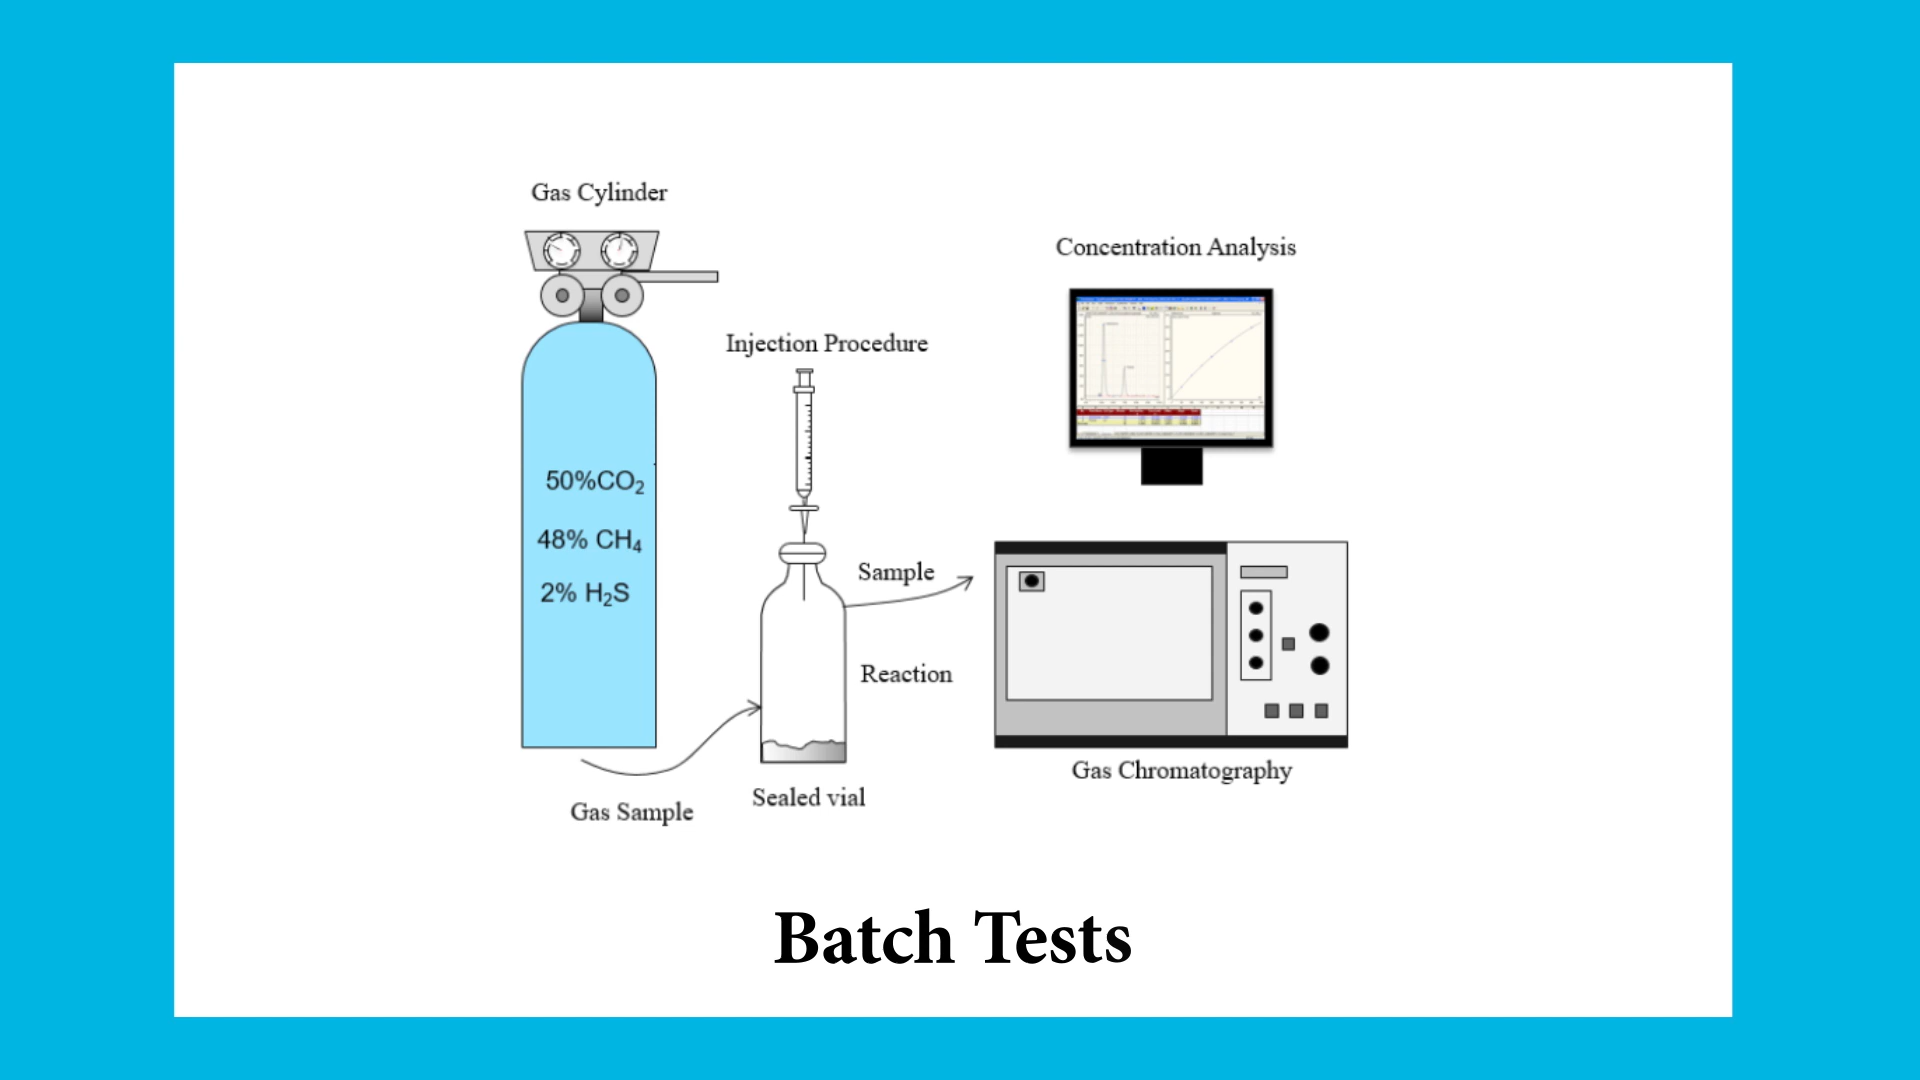 Gas Cylinder
50%CO₂
48% CH₄
2% H₂S
Gas Sample
Injection Procedure
Sealed vial
Sample
Reaction
Concentration Analysis
Gas Chromatography
Batch Tests